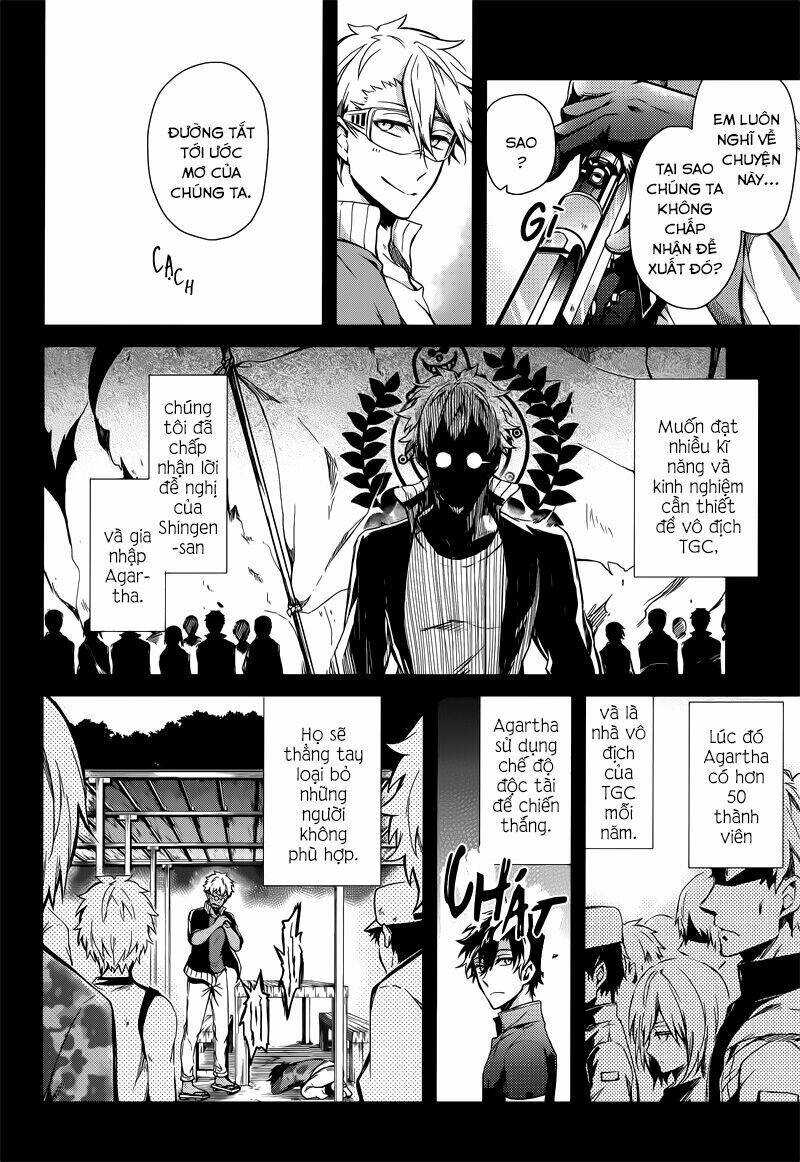 EM LUÔN
NGHĨ VỀ
CHUYỆN
NÀY...
TẠI SAO
CHÚNG TA
KHÔNG
CHẤP
NHẬN ĐỀ
XUẤT ĐÓ?
SAO
?
GÌ
ĐƯỜNG TẮT
TỚI ƯỚC
MƠ CỦA
CHÚNG TA.
CẠCH
Muốn đạt
nhiều kĩ
năng và
kinh nghiệm
cần thiết
để vô địch
TGC,
chúng
tôi đã
chấp
nhận lời
đề nghị
của
Shingen
-san
và gia
nhập
Agar-
tha.
Lúc đó
Agartha
có hơn
50
thành
viên
và là
nhà vô
địch của
TGC
mỗi
năm.
Agartha
sử dụng
chế độ
độc tài
để chiến
thắng.
CHÁT
Họ sẽ
thẳng tay
loại bỏ
những
người
không
phù hợp.